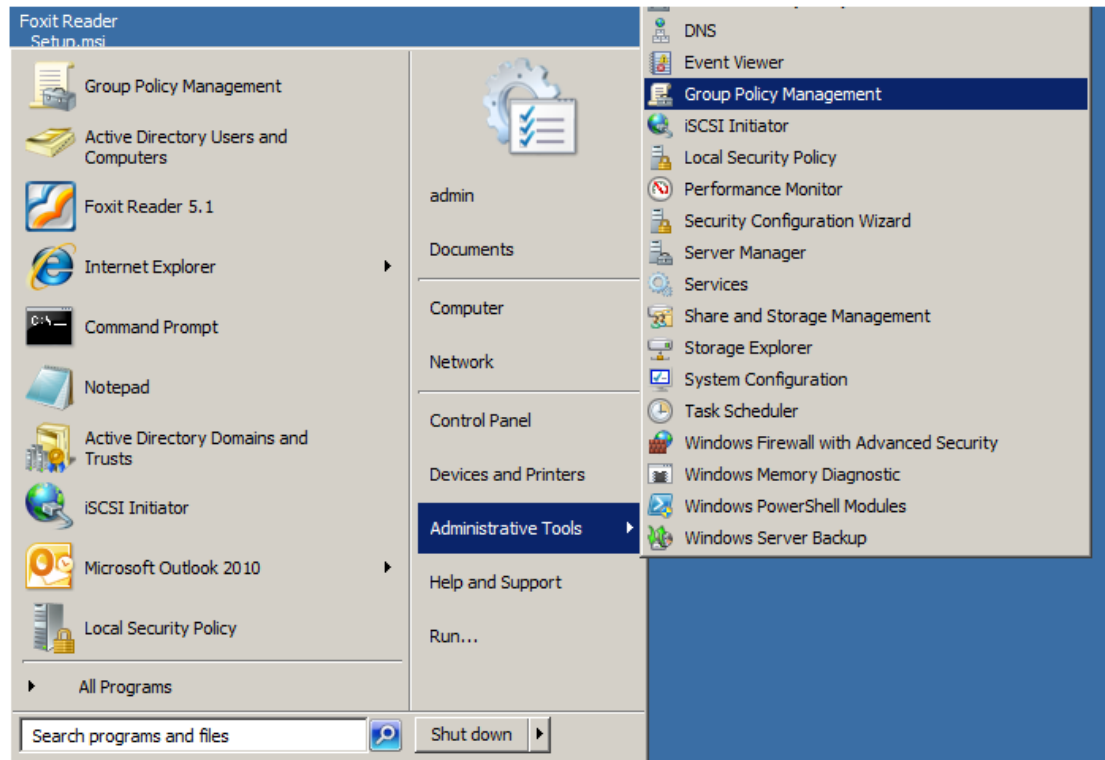 Foxit Reader
Setup.msi
Group Policy Management
Active Directory Users and
Computers
Foxit Reader 5.1
Internet Explorer
Command Prompt
Notepad
Active Directory Domains and
Trusts
iSCSI Initiator
Microsoft Outlook 2010
Local Security Policy
All Programs
Search programs and files
admin
Documents
Computer
Network
Control Panel
Devices and Printers
Administrative Tools
Help and Support
Run...
Shut down
DNS
Event Viewer
Group Policy Management
iSCSI Initiator
Local Security Policy
Performance Monitor
Security Configuration Wizard
Server Manager
Services
Share and Storage Management
Storage Explorer
System Configuration
Task Scheduler
Windows Firewall with Advanced Security
Windows Memory Diagnostic
Windows PowerShell Modules
Windows Server Backup